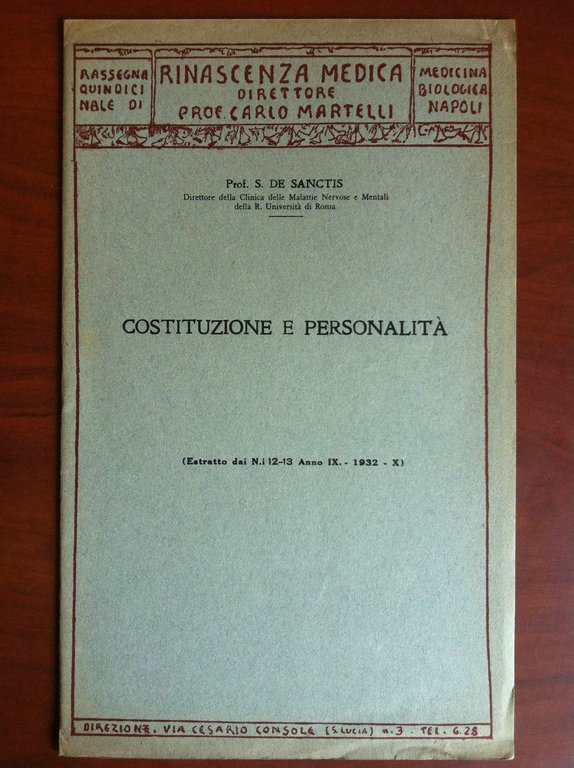 RASSEGNA
QUINDICI
NALE DI
RINASCENZA MEDICA
DIRETTORE
PROF. CARLO MARTELLI
MEDICINA
BIOLOGICA
NAPOLI
Prof. S. DE SANCTIS
Direttore della Clinica delle Malattie Nervose e Mentali
della R. Università di Roma
COSTITUZIONE E PERSONALITÀ
(Estratto dai N.i 12-13 Anno IX. - 1932 - X)
DIREZIONE. VIA CESARIO CONSOLE (S. LUCIA) N. 3 - TEL. 6.28